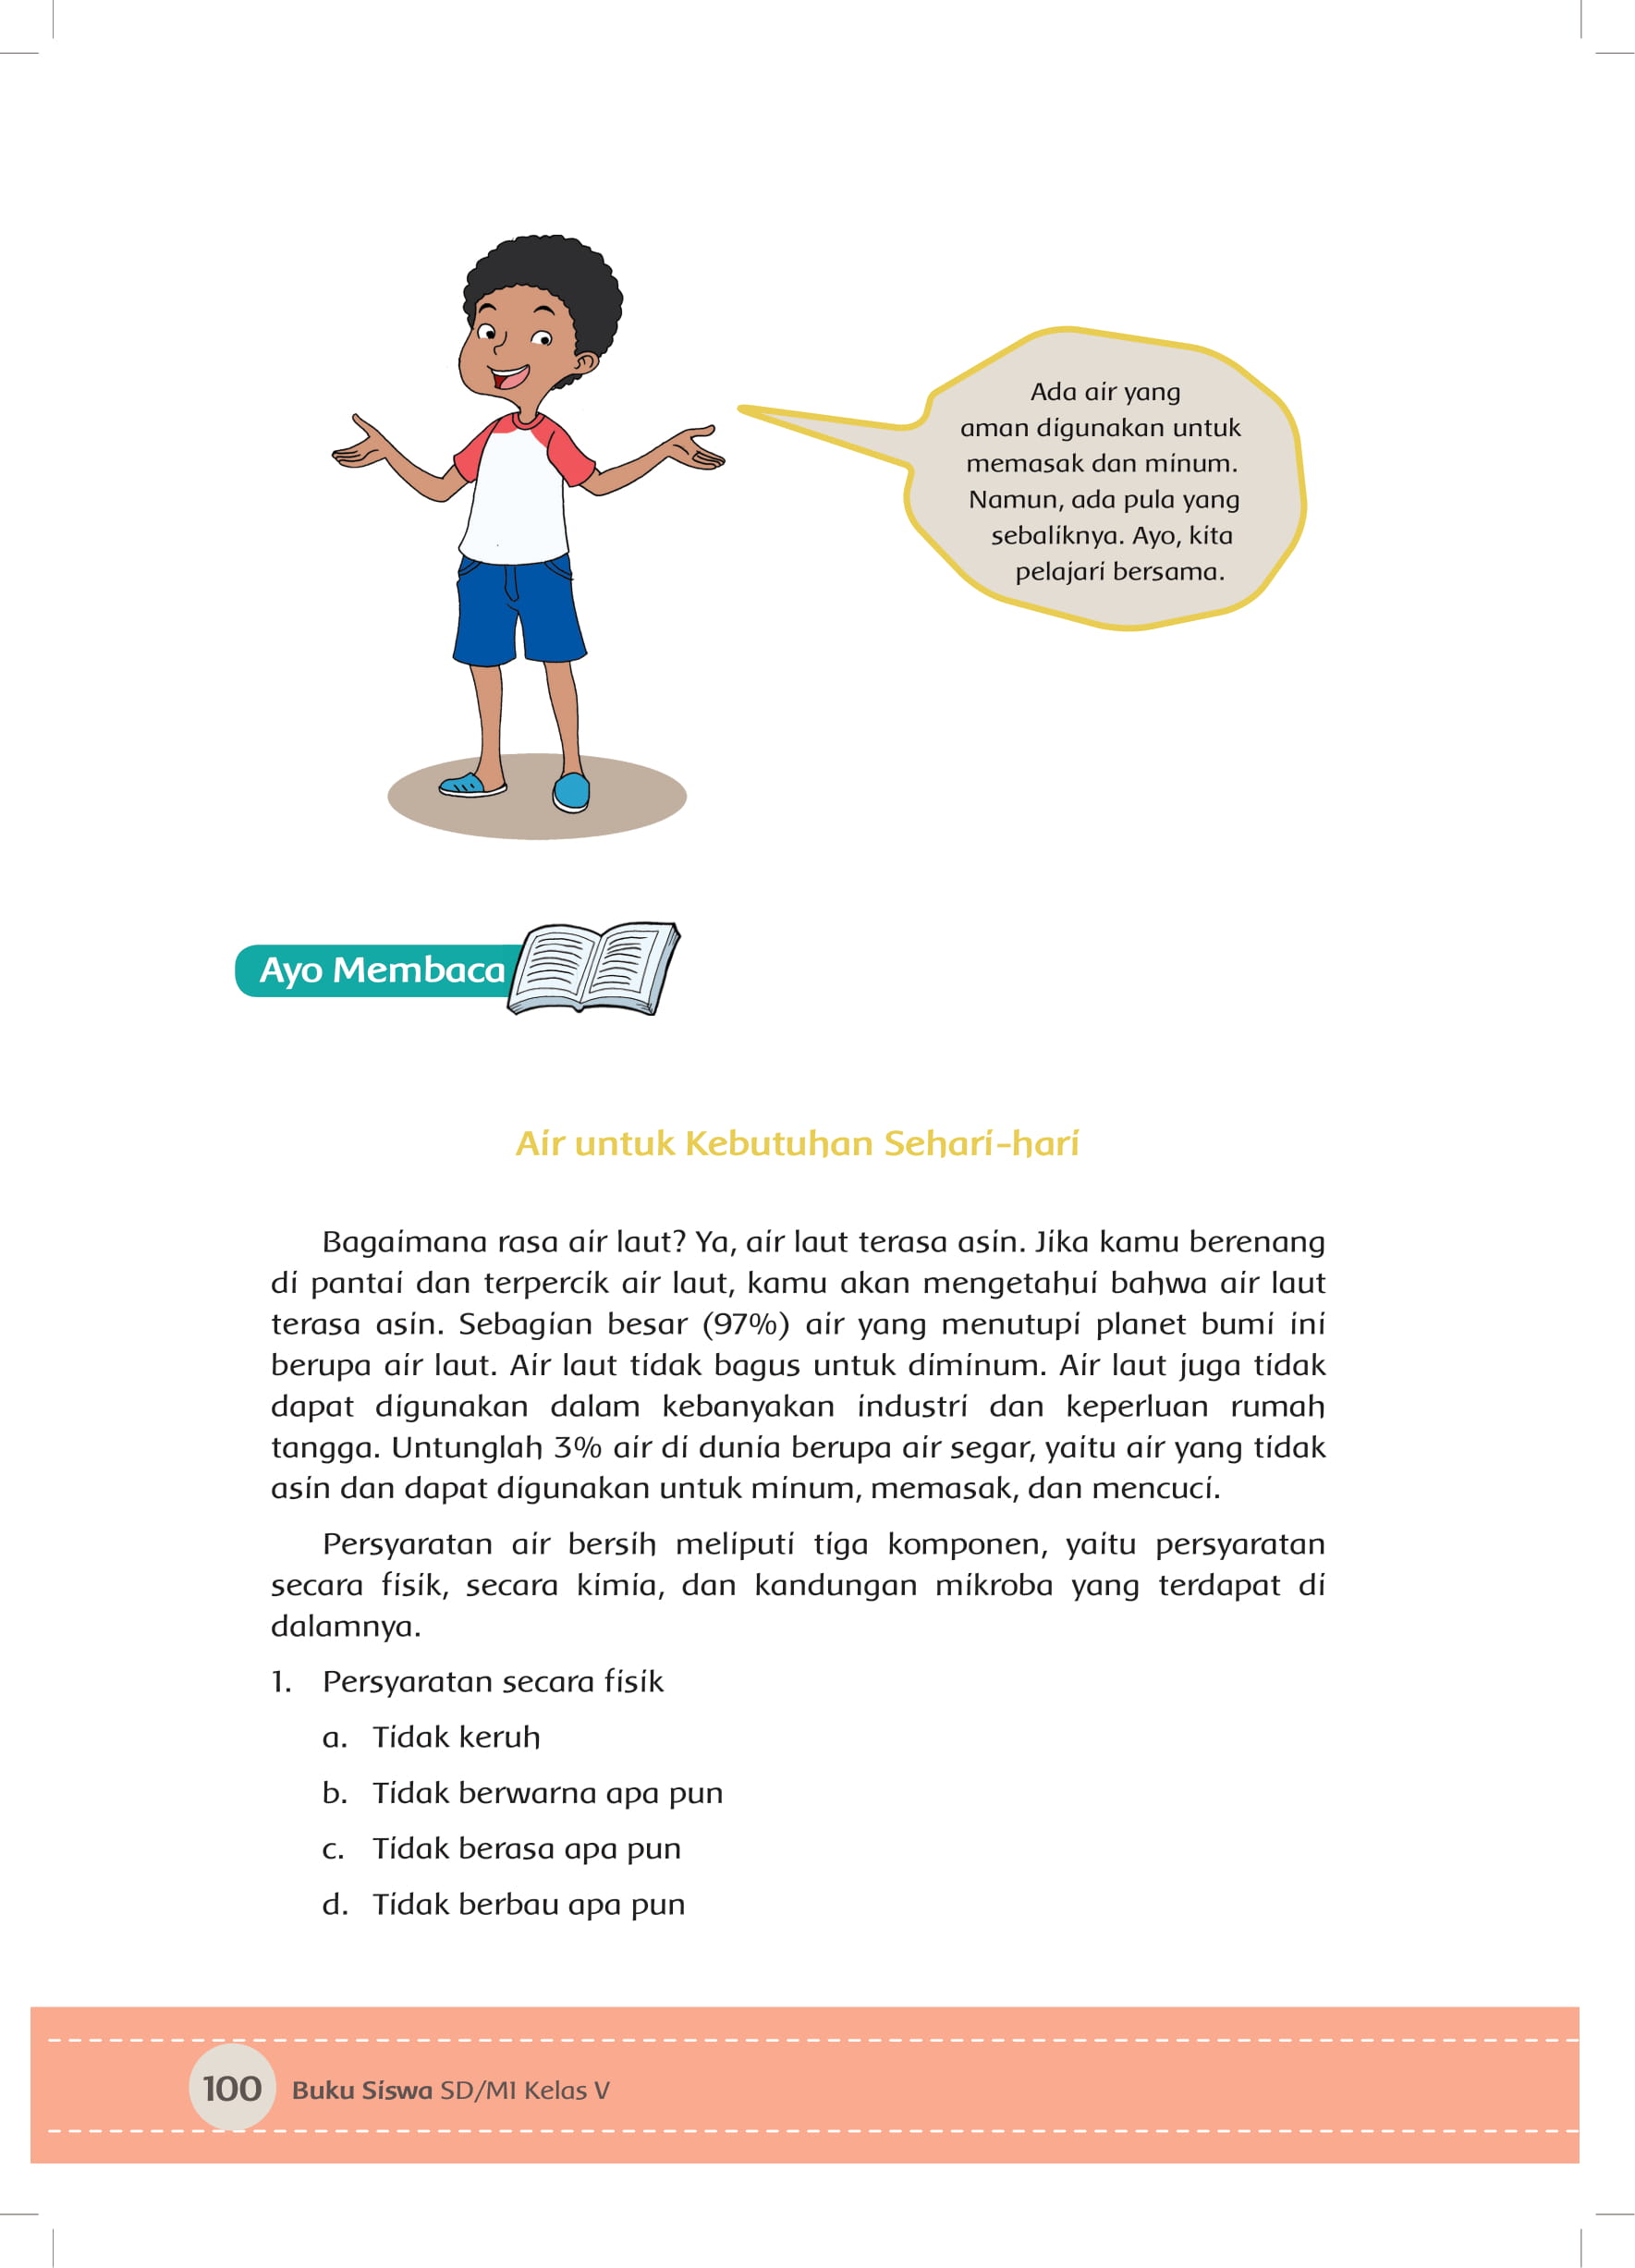 Ada air yang
aman digunakan untuk
memasak dan minum.
Namun, ada pula yang
sebaliknya. Ayo, kita
pelajari bersama.
Ayo Membaca
Air untuk Kebutuhan Sehari-hari
Bagaimana rasa air laut? Ya, air laut terasa asin. Jika kamu berenang
di pantai dan terpercik air laut, kamu akan mengetahui bahwa air laut
terasa asin. Sebagian besar (97%) air yang menutupi planet bumi ini
berupa air laut. Air laut tidak bagus untuk diminum. Air laut juga tidak
dapat digunakan dalam kebanyakan industri dan keperluan rumah
tangga. Untunglah 3% air di dunia berupa air segar, yaitu air yang tidak
asin dan dapat digunakan untuk minum, memasak, dan mencuci.
Persyaratan air bersih meliputi tiga komponen, yaitu persyaratan
secara fisik, secara kimia, dan kandungan mikroba yang terdapat di
dalamnya.
1. Persyaratan secara fisik
a. Tidak keruh
b. Tidak berwarna apa pun
c. Tidak berasa apa pun
d. Tidak berbau apa pun
100 Buku Siswa SD/MI Kelas V